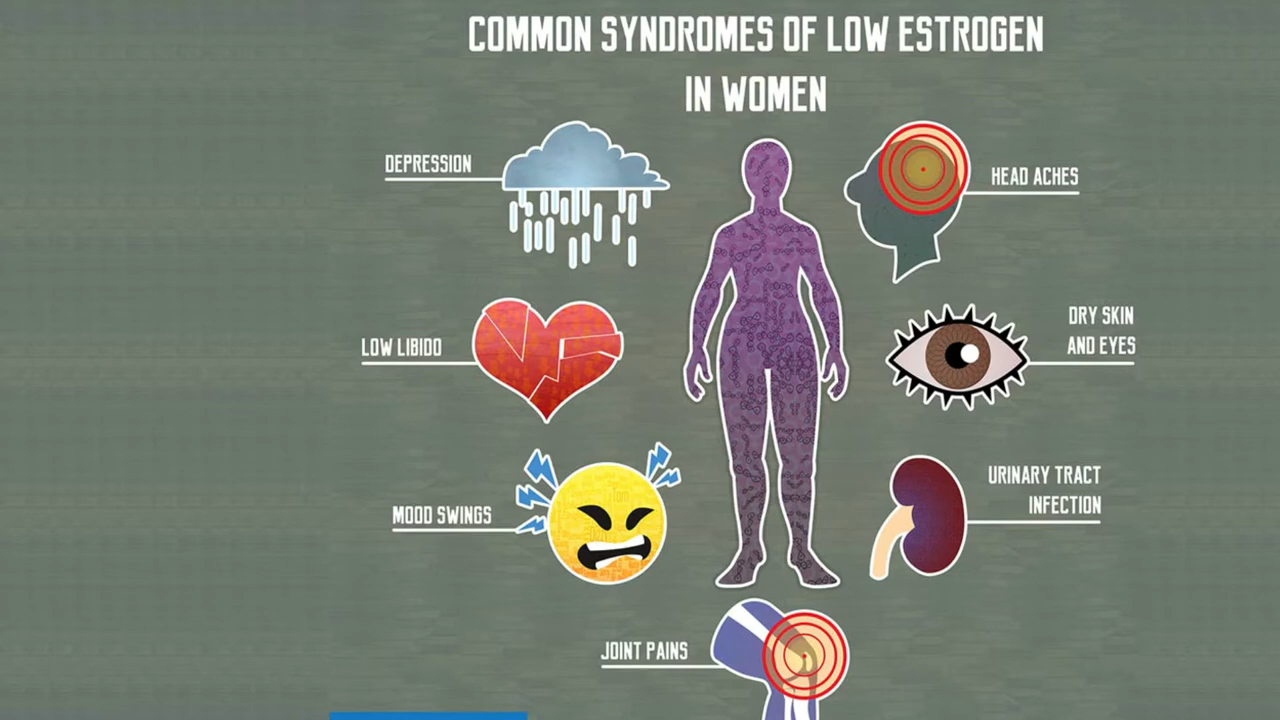 COMMON SYNDROMES OF LOW ESTROGEN
IN WOMEN
DEPRESSION
HEAD ACHES
LOW LIBIDO
DRY SKIN
AND EYES
MOOD SWINGS
URINARY TRACT
INFECTION
JOINT PAINS